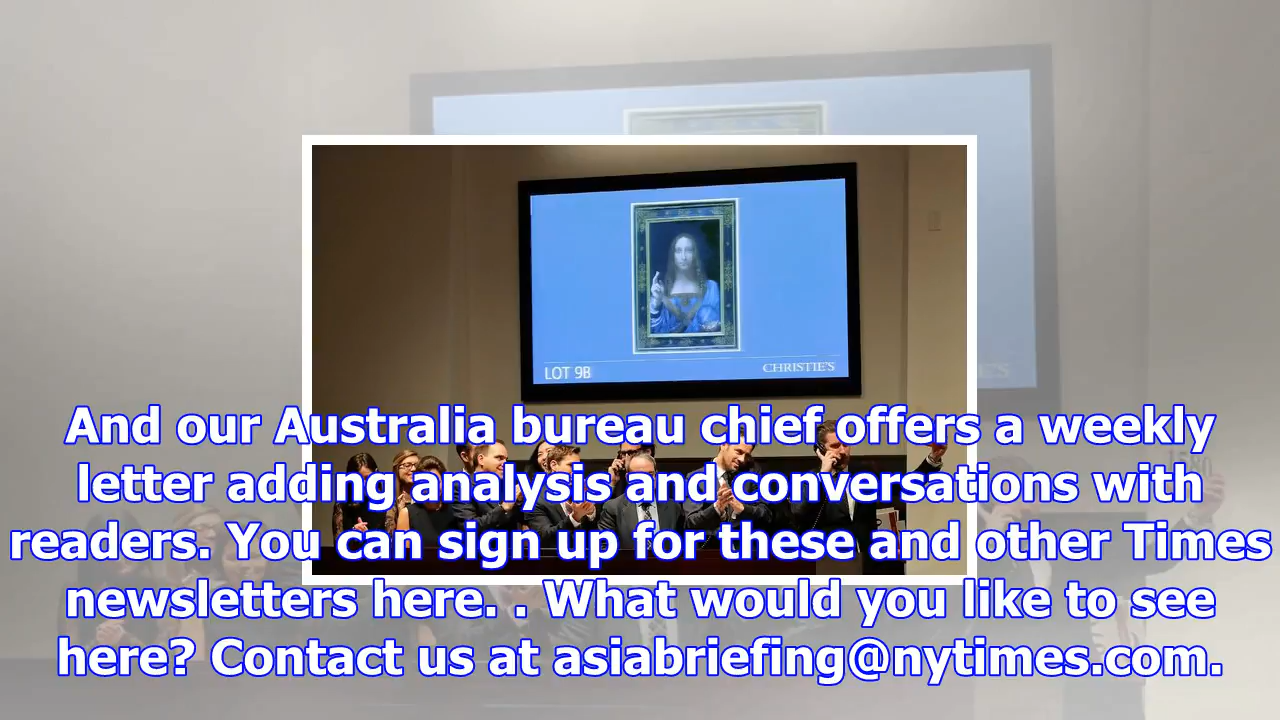 LOT 9B
CHRISTIE'S
And our Australia bureau chief offers a weekly
letter adding analysis and conversations with
readers. You can sign up for these and other Times
newsletters here. . What would you like to see
here? Contact us at asiabriefing@nytimes.com.